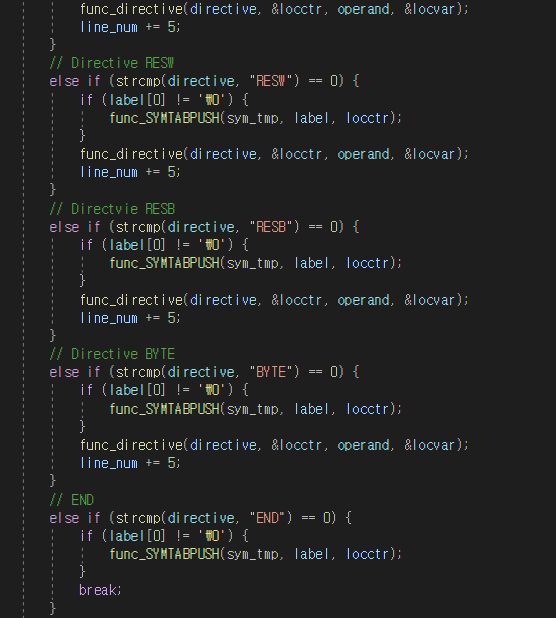 func_directive(directive, &locctr, operand, &locvar);
line_num += 5;
}
// Directive RESW
else if (strcmp(directive, "RESW") == 0) {
if (label[0] != '₩0') {
func_SYMTABPUSH(sym_tmp, label, locctr);
}
func_directive(directive, &locctr, operand, &locvar);
line_num += 5;
}
// Directvie RESB
else if (strcmp(directive, "RESB") == 0) {
if (label[0] != '₩0') {
func_SYMTABPUSH(sym_tmp, label, locctr);
}
func_directive(directive, &locctr, operand, &locvar);
line_num += 5;
}
// Directive BYTE
else if (strcmp(directive, "BYTE") == 0) {
if (label[0] != '₩0') {
func_SYMTABPUSH(sym_tmp, label, locctr);
}
func_directive(directive, &locctr, operand, &locvar);
line_num += 5;
}
// END
else if (strcmp(directive, "END") == 0) {
if (label[0] != '₩0') {
func_SYMTABPUSH(sym_tmp, label, locctr);
}
break;
}